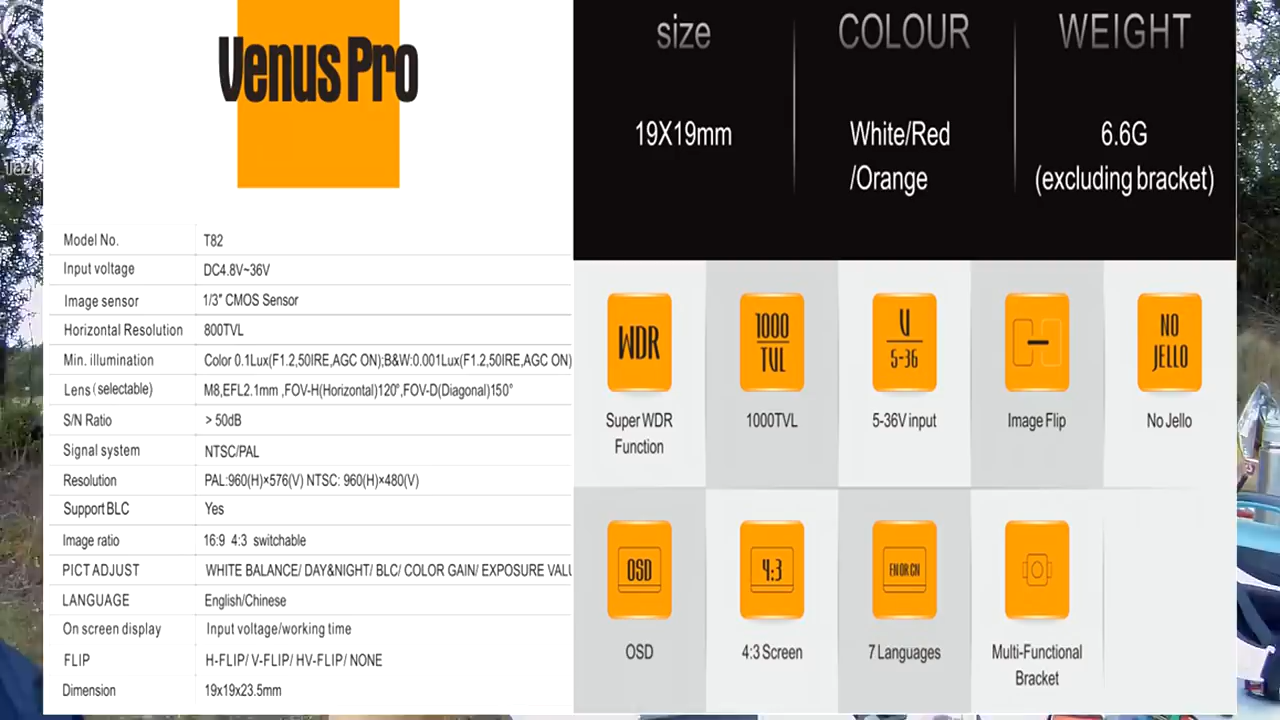 Venus Pro
Model No. T82
Input voltage DC4.8V~36V
Image sensor 1/3" CMOS Sensor
Horizontal Resolution 800TVL
Min. illumination Color 0.1Lux(F1.2,50IRE,AGC ON);B&W:0.001Lux(F1.2,50IRE,AGC ON)
Lens(selectable) M8,EFL2.1mm ,FOV-H(Horizontal)120°,FOV-D(Diagonal)150°
S/N Ratio > 50dB
Signal system NTSC/PAL
Resolution PAL:960(H)×576(V) NTSC: 960(H)×480(V)
Support BLC Yes
Image ratio 16:9 4:3 switchable
PICT ADJUST WHITE BALANCE/ DAY&NIGHT/ BLC/ COLOR GAIN/ EXPOSURE VALU
LANGUAGE English/Chinese
On screen display Input voltage/working time
FLIP H-FLIP/ V-FLIP/ HV-FLIP/ NONE
Dimension 19x19x23.5mm
size COLOUR WEIGHT
19X19mm White/Red 6.6G
/Orange (excluding bracket)
WDR 1000 TVL V 5-36 NO JELLO
Super WDR 1000TVL 5-36V input Image Flip No Jello
Function
OSD 4:3 EN OR CN
OSD 4:3 Screen 7 Languages Multi-Functional
Bracket